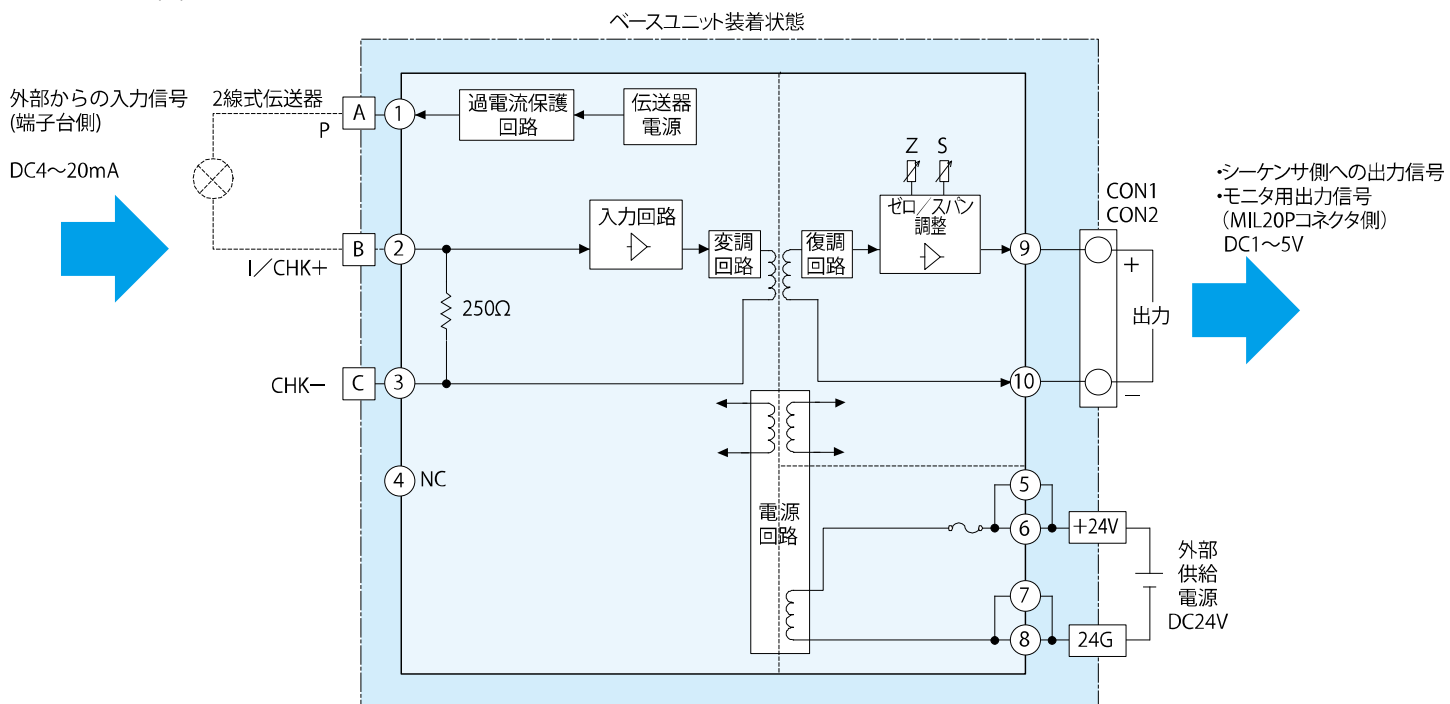 ベースユニット装着状態
外部からの入力信号
(端子台側)
DC4〜20mA
2線式伝送器
P
A
1
過電流保護
回路
伝送器
電源
B
I／CHK+
2
250Ω
入力回路
変調
回路
復調
回路
Z S
ゼロ／スパン
調整
9
CON1
CON2
+
出力
−
10
・シーケンサ側への出力信号
・モニタ用出力信号
（MIL20Pコネクタ側）
DC1〜5V
CHK−
C
3
4
NC
電源
回路
5
6
+24V
7
8
24G
外部
供給
電源
DC24V